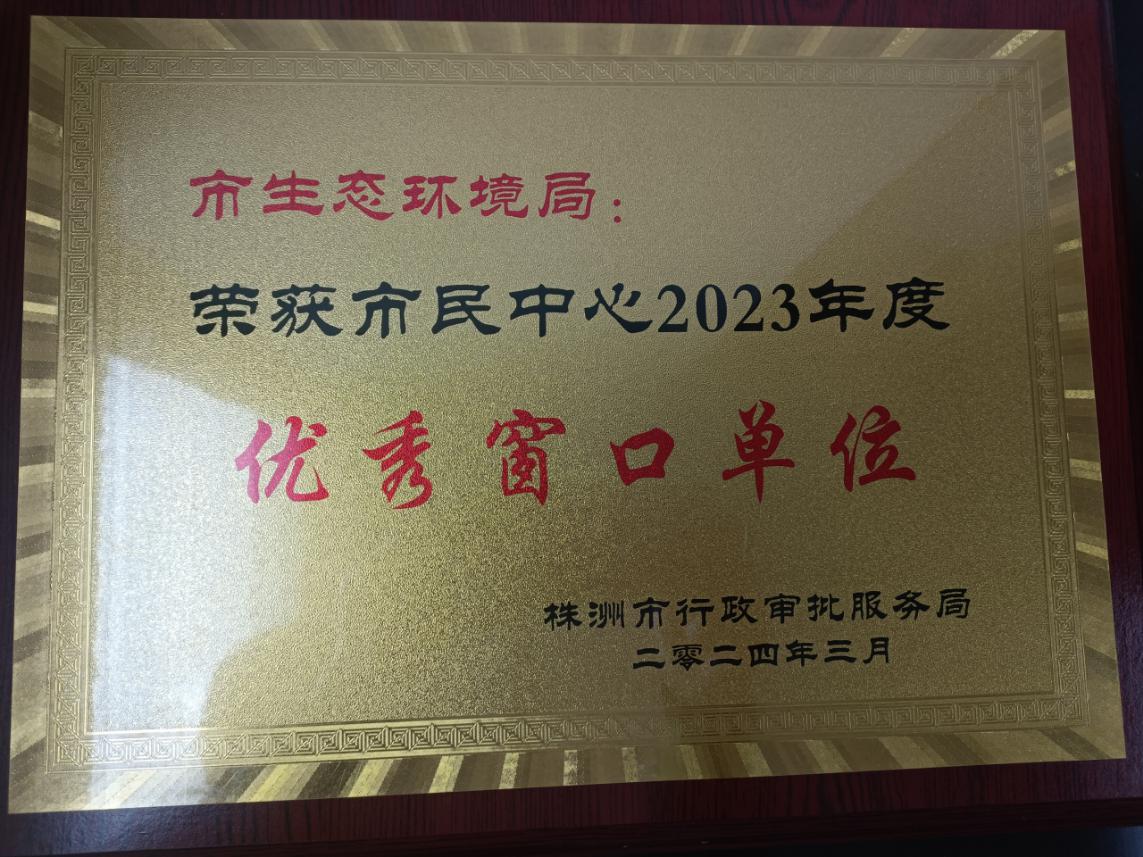 市生态环境局：
荣获市民中心2023年度
优秀窗口单位
株洲市行政审批服务局
二零二四年三月